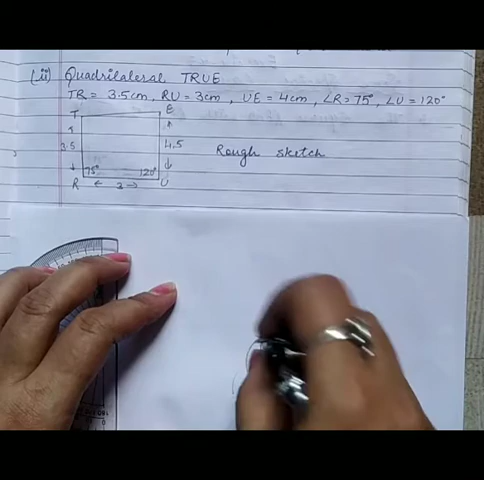 (ii) Quadrilateral TRUE
TR = 3.5cm, RU = 3cm, UE = 4cm, ∠R = 75°, ∠U = 120°
T E
3.5 4.5 Rough sketch
75° 120°
R ← 3 → U